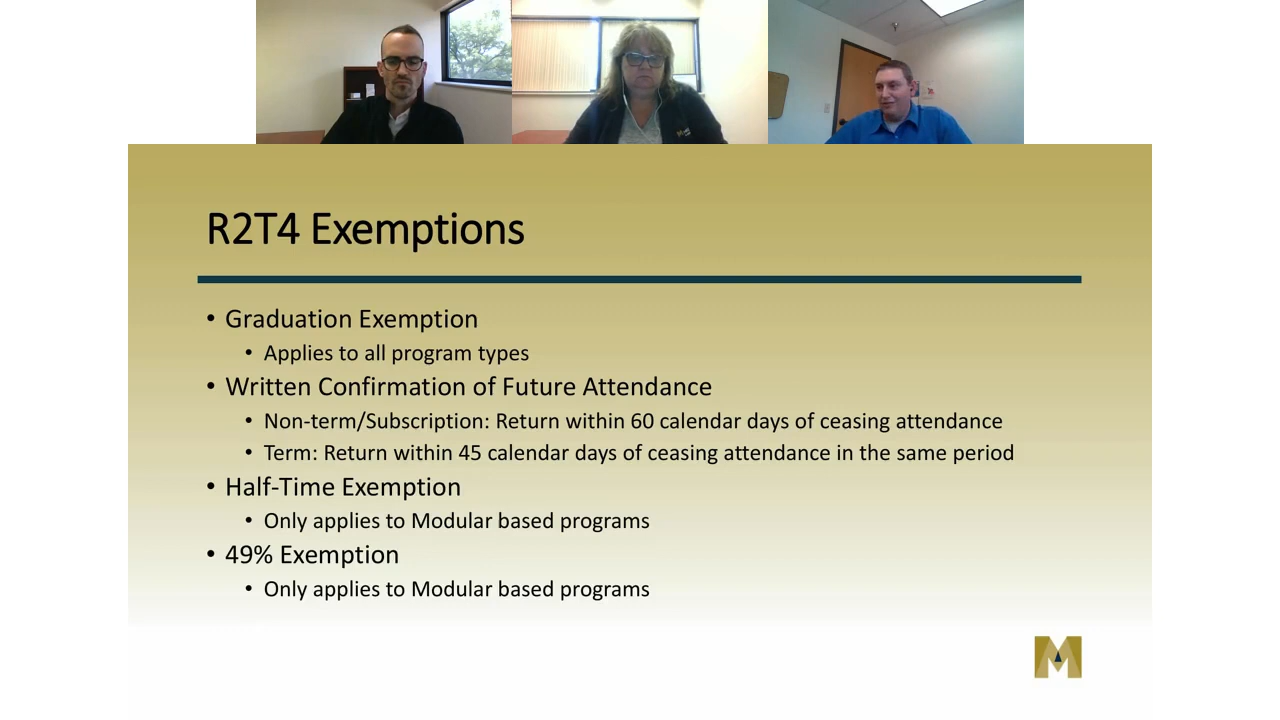 R2T4 Exemptions
• Graduation Exemption
• Applies to all program types
• Written Confirmation of Future Attendance
• Non-term/Subscription: Return within 60 calendar days of ceasing attendance
• Term: Return within 45 calendar days of ceasing attendance in the same period
• Half-Time Exemption
• Only applies to Modular based programs
• 49% Exemption
• Only applies to Modular based programs
M